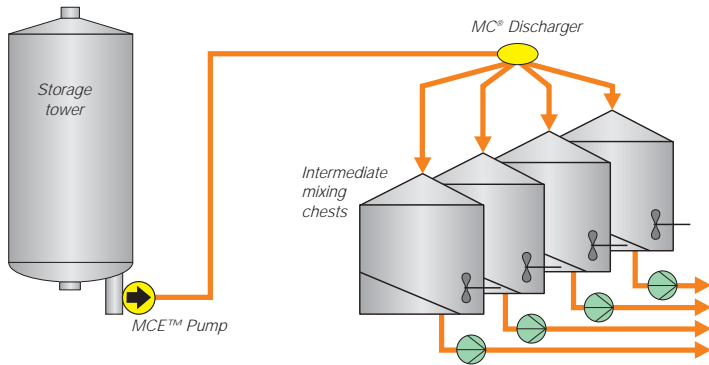 MC® Discharger
Storage
tower
Intermediate
mixing
chests
MCE™ Pump